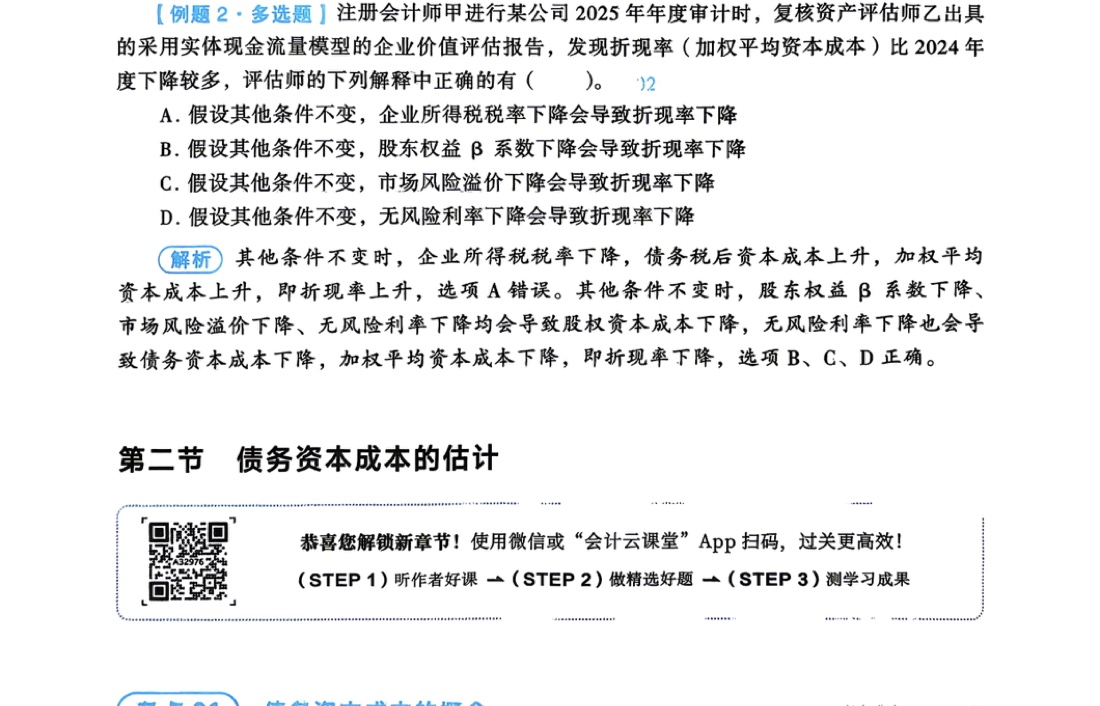 【例题2·多选题】注册会计师甲进行某公司2025年年度审计时，复核资产评估师乙出具
的采用实体现金流量模型的企业价值评估报告，发现折现率（加权平均资本成本）比2024年
度下降较多，评估师的下列解释中正确的有（　　）。
A. 假设其他条件不变，企业所得税税率下降会导致折现率下降
B. 假设其他条件不变，股东权益 β 系数下降会导致折现率下降
C. 假设其他条件不变，市场风险溢价下降会导致折现率下降
D. 假设其他条件不变，无风险利率下降会导致折现率下降
解析 其他条件不变时，企业所得税税率下降，债务税后资本成本上升，加权平均
资本成本上升，即折现率上升，选项 A 错误。其他条件不变时，股东权益 β 系数下降、
市场风险溢价下降、无风险利率下降均会导致股权资本成本下降，无风险利率下降也会导
致债务资本成本下降，加权平均资本成本下降，即折现率下降，选项 B、C、D 正确。
第二节　债务资本成本的估计
恭喜您解锁新章节！使用微信或“会计云课堂”App 扫码，过关更高效！
A32976
（STEP 1）听作者好课 →（STEP 2）做精选好题 →（STEP 3）测学习成果